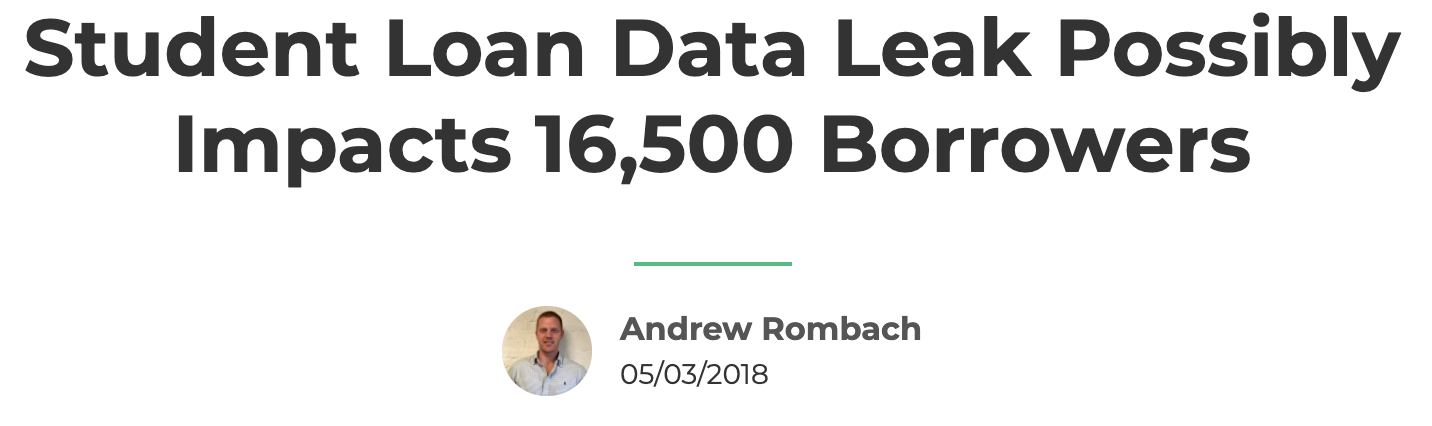 Student Loan Data Leak Possibly
Impacts 16,500 Borrowers
Andrew Rombach
05/03/2018